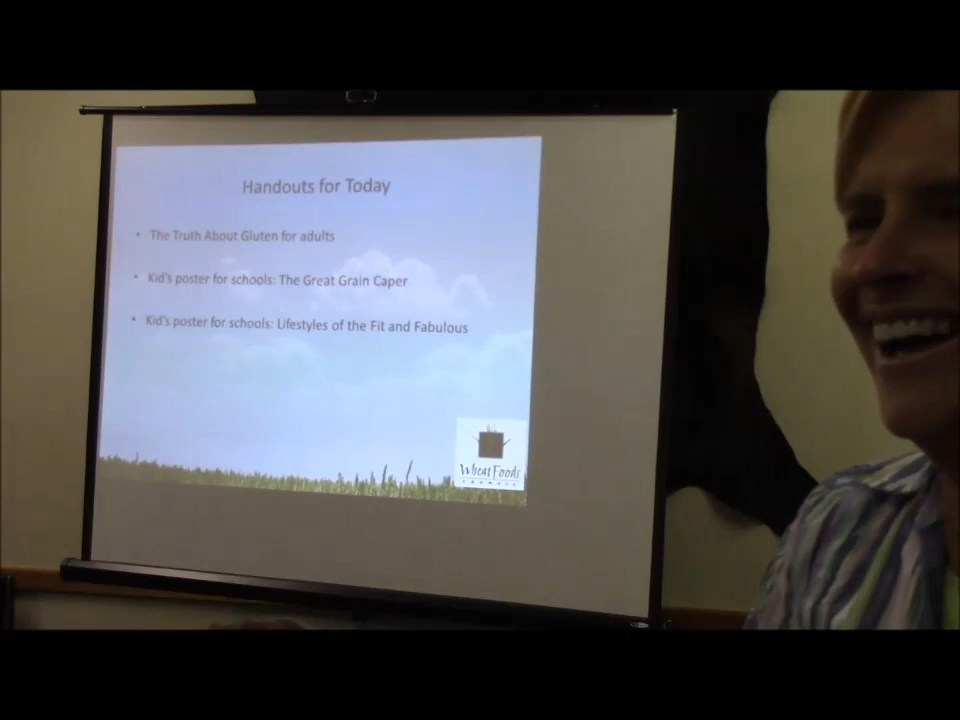 Handouts for Today
• The Truth About Gluten for adults
• Kid's poster for schools: The Great Grain Caper
• Kid's poster for schools: Lifestyles of the Fit and Fabulous
Wheat Foods
COUNCIL